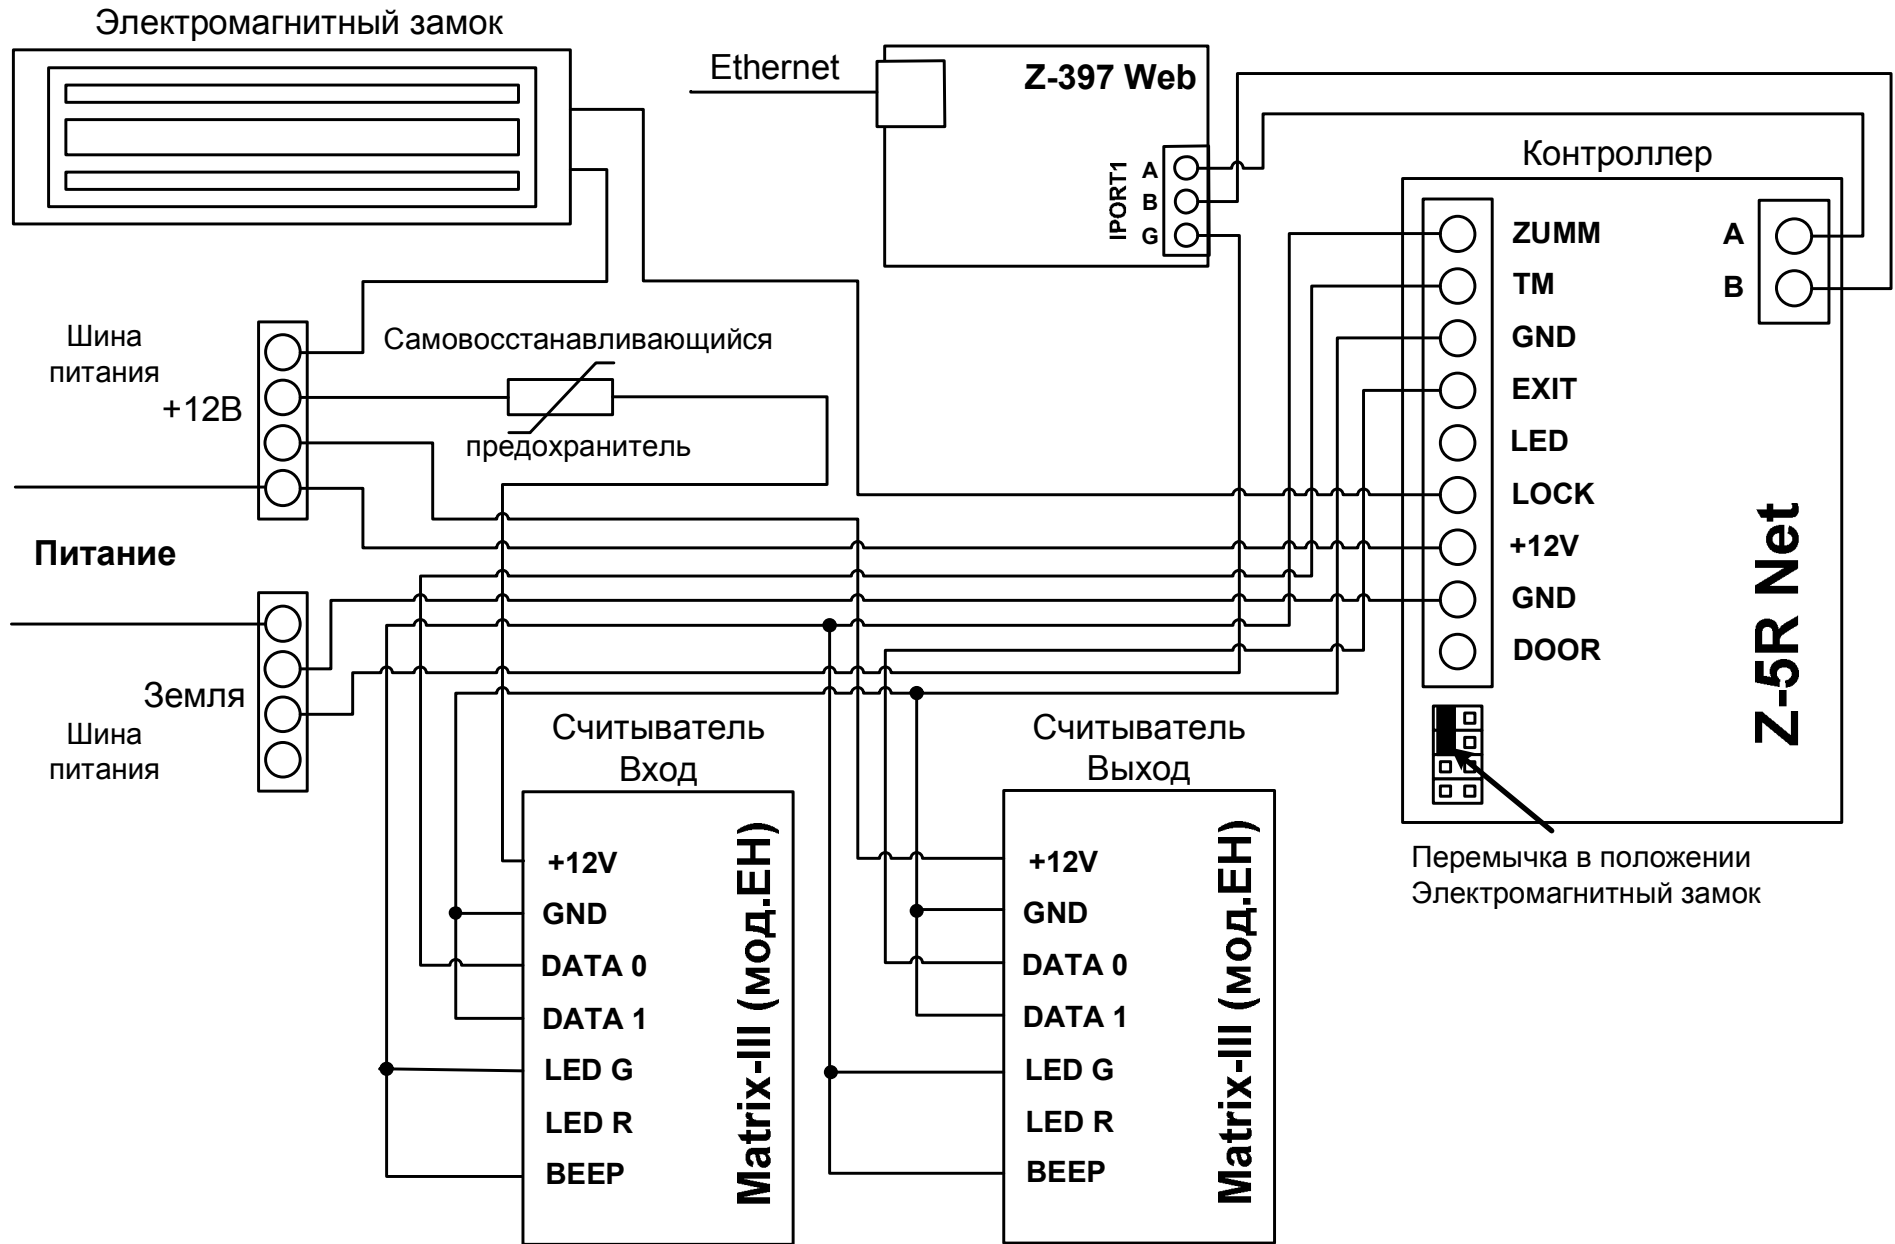 Электромагнитный замок
Ethernet
Z-397 Web
IPORT1
A
B
G
Контроллер
ZUMM
TM
GND
EXIT
LED
LOCK
+12V
GND
DOOR
A
B
Z-5R Net
Шина
питания
+12В
Самовосстанавливающийся
предохранитель
Питание
Земля
Шина
питания
Считыватель
Вход
+12V
GND
DATA 0
DATA 1
LED G
LED R
BEEP
Matrix-III (мод.EH)
Считыватель
Выход
+12V
GND
DATA 0
DATA 1
LED G
LED R
BEEP
Matrix-III (мод.EH)
Перемычка в положении
Электромагнитный замок